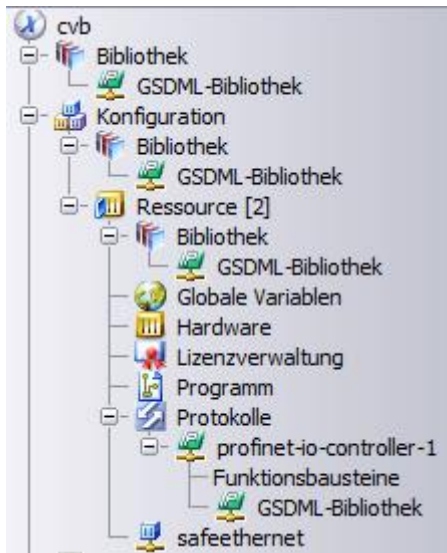 cvb
Bibliothek
GSDML-Bibliothek
Konfiguration
Bibliothek
GSDML-Bibliothek
Ressource [2]
Bibliothek
GSDML-Bibliothek
Globale Variablen
Hardware
Lizenzverwaltung
Programm
Protokolle
profinet-io-controller-1
Funktionsbausteine
GSDML-Bibliothek
safeethernet